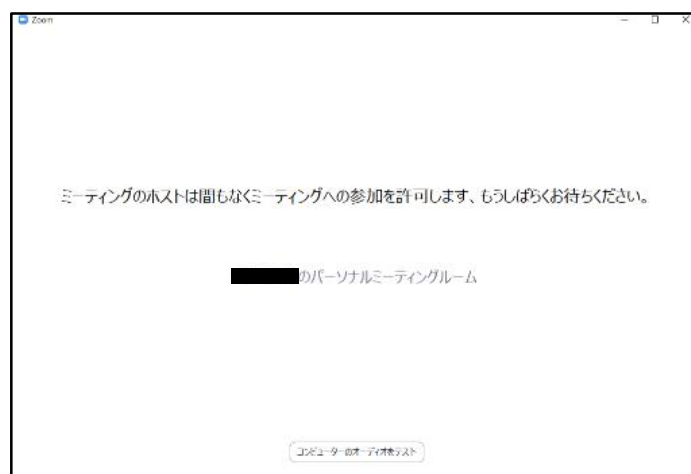 Zoom
ミーティングのホストは間もなくミーティングへの参加を許可します、もうしばらくお待ちください。
のパーソナルミーティングルーム
コンピューターのオーディオをテスト